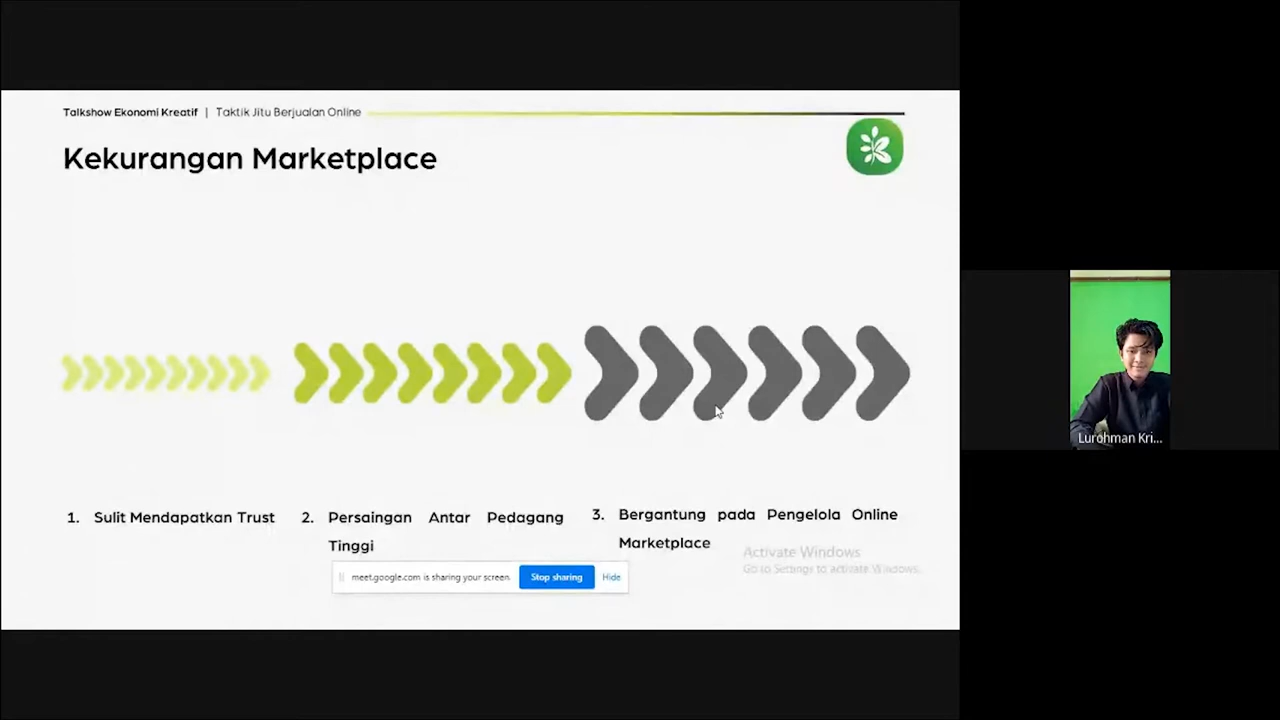 Talkshow Ekonomi Kreatif | Taktik Jitu Berjualan Online
Kekurangan Marketplace
1. Sulit Mendapatkan Trust
2. Persaingan Antar Pedagang
Tinggi
3. Bergantung pada Pengelola Online
Marketplace
Activate Windows
Go to Settings to activate Windows.
meet.google.com is sharing your screen.
Stop sharing
Hide
Lurohman Kri...